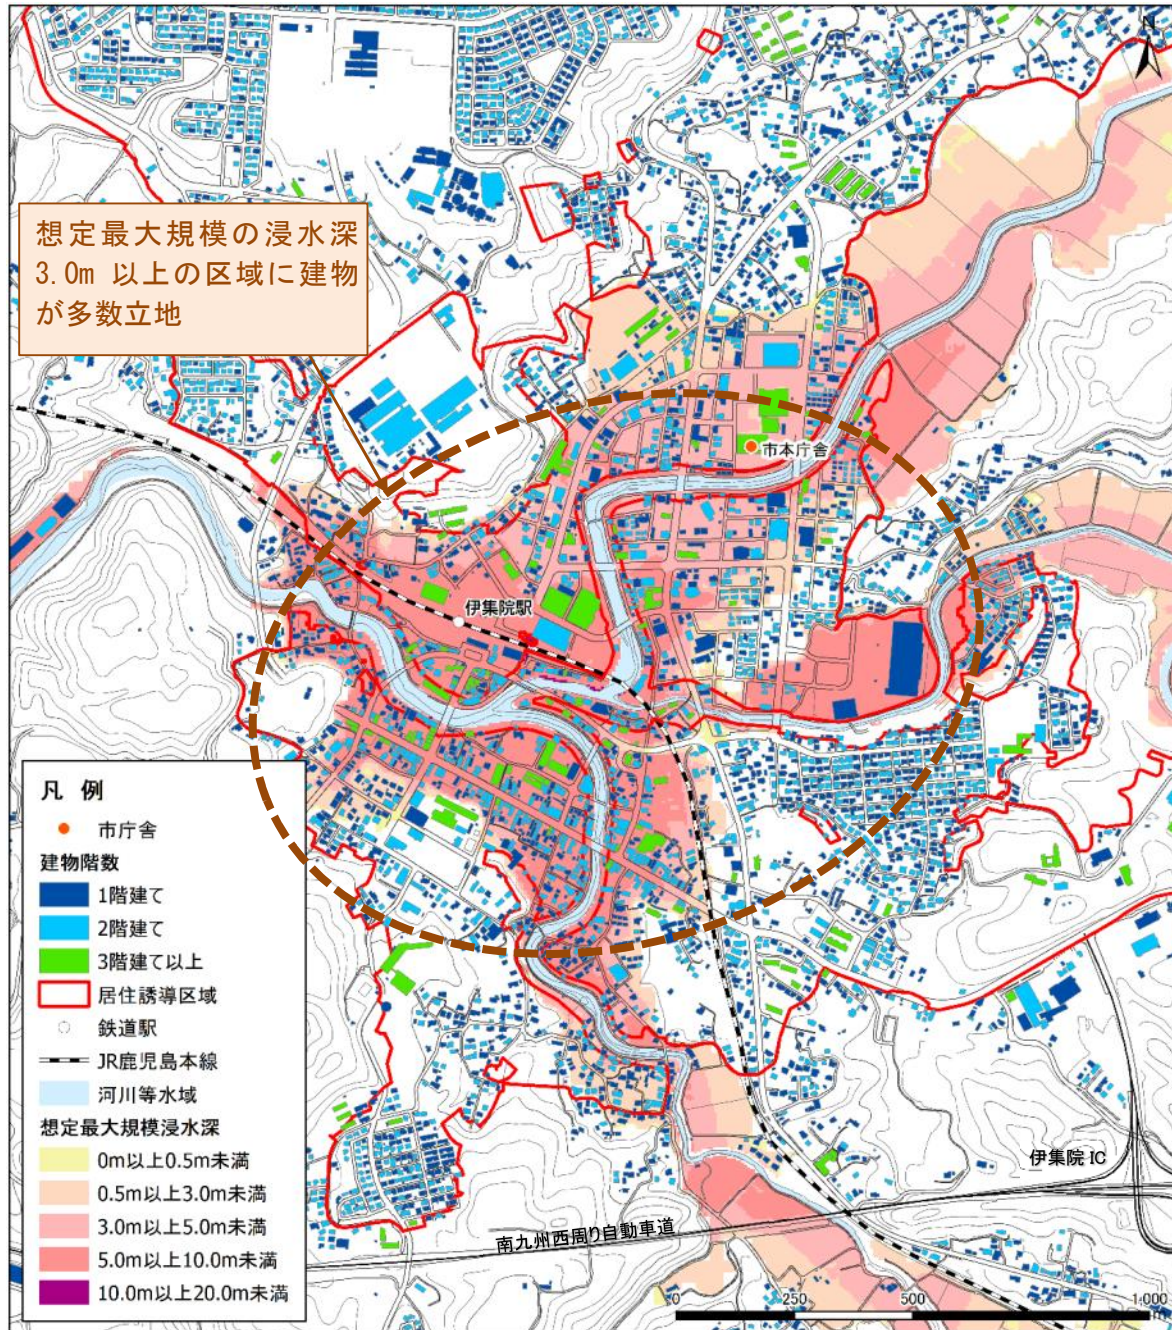 N
想定最大規模の浸水深
3.0m 以上の区域に建物
が多数立地
市本庁舎
伊集院駅
凡 例
市庁舎
建物階数
1階建て
2階建て
3階建て以上
居住誘導区域
鉄道駅
JR鹿児島本線
河川等水域
想定最大規模浸水深
0m以上0.5m未満
0.5m以上3.0m未満
3.0m以上5.0m未満
5.0m以上10.0m未満
10.0m以上20.0m未満
伊集院 IC
南九州西周り自動車道
0 250 500 1,000
m